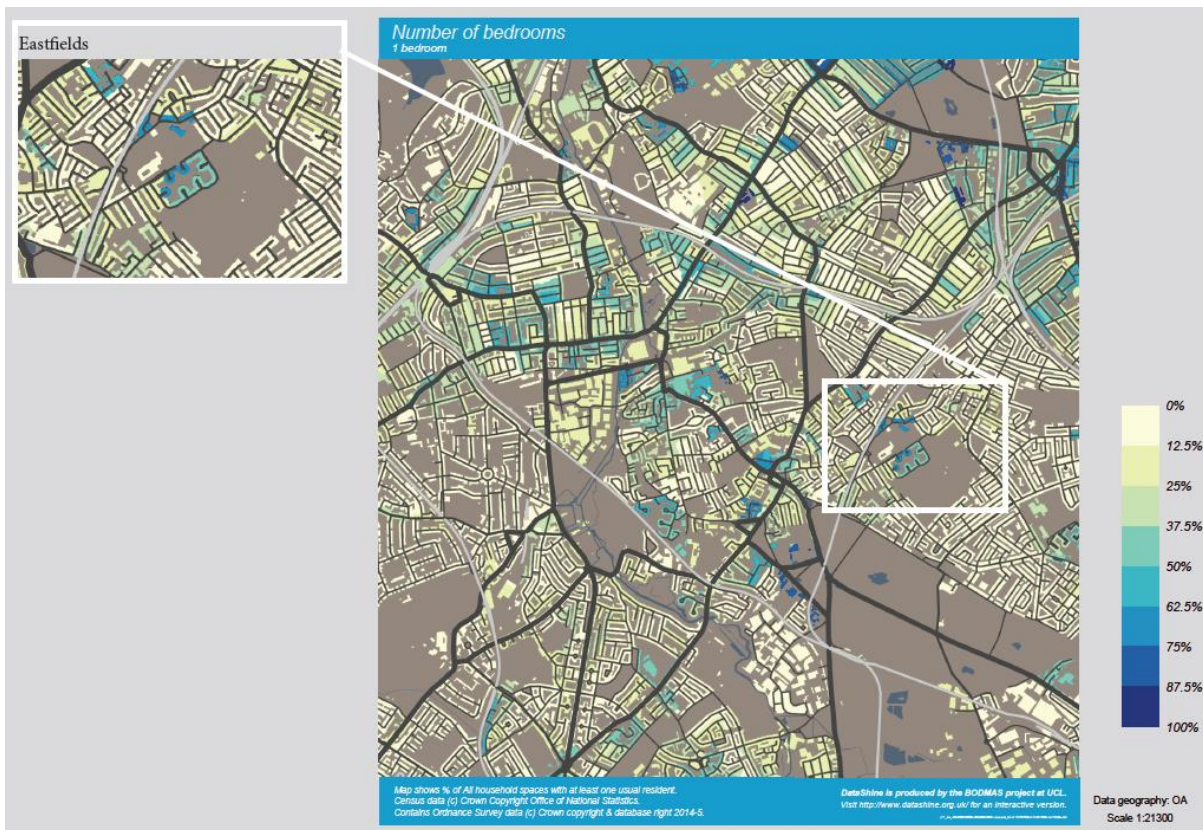 Eastfields
Number of bedrooms
1 bedroom
0%
12.5%
25%
37.5%
50%
62.5%
75%
87.5%
100%
Map shows % of All household spaces with at least one usual resident.
Census data (c) Crown Copyright Office of National Statistics.
Contains Ordnance Survey data (c) Crown copyright & database right 2014-5.
DataShine is produced by the BODMAS project at UCL.
Visit http://www.datashine.org.uk/ for an interactive version.
Data geography: OA
Scale 1:21300